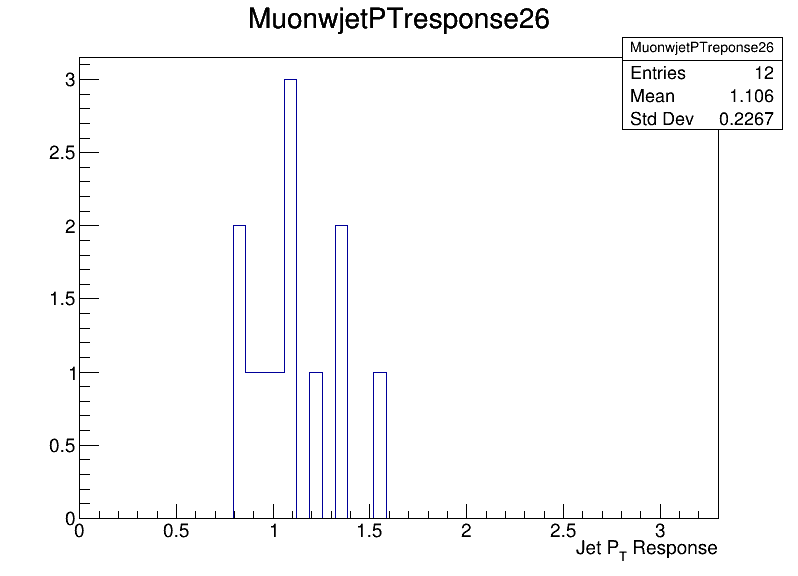 MuonwjetPTresponse26
MuonwjetPTreponse26
Entries 12
Mean 1.106
Std Dev 0.2267
3
2.5
2
1.5
1
0.5
0
0 0.5 1 1.5 2 2.5 3
Jet PT Response